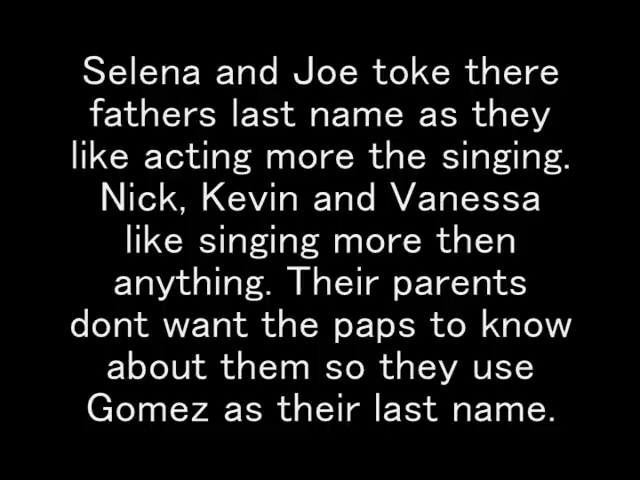 Selena and Joe toke there
fathers last name as they
like acting more the singing.
Nick, Kevin and Vanessa
like singing more then
anything. Their parents
dont want the paps to know
about them so they use
Gomez as their last name.